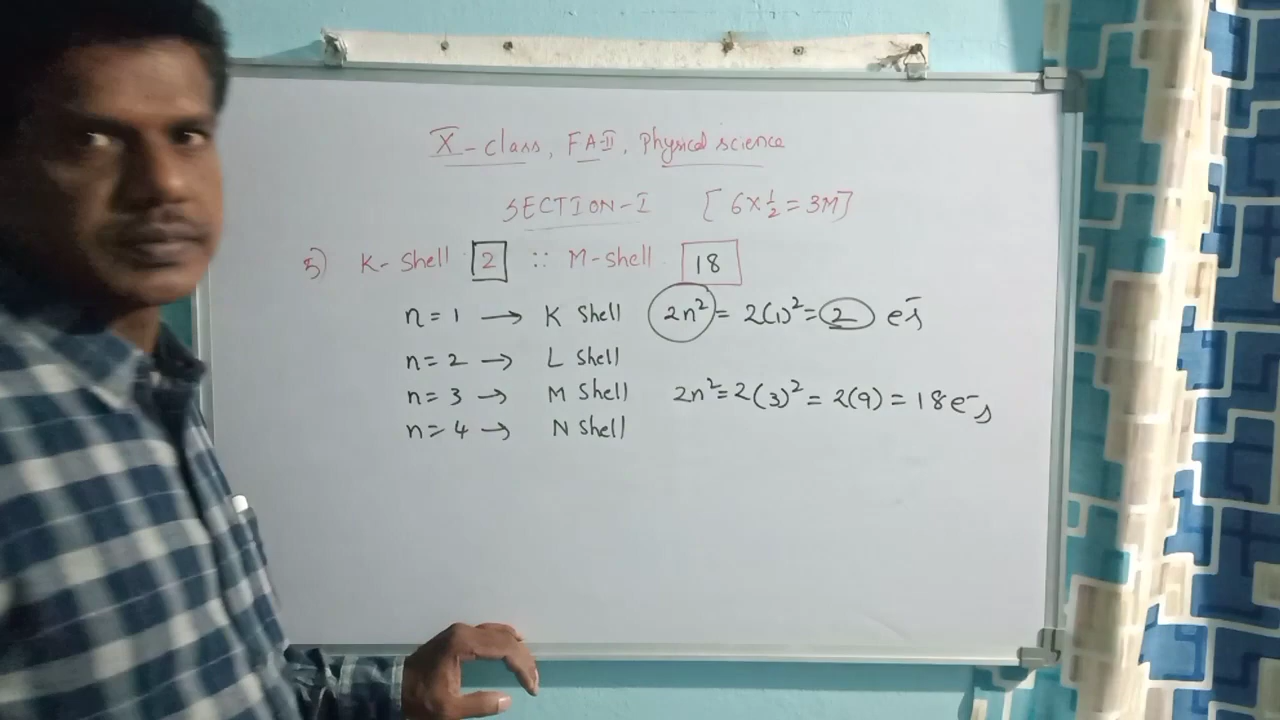 X-class, FA-II, Physical science
SECTION-I [6×½=3M]
5) K-Shell 2 :: M-shell 18
n=1 → K Shell 2n²= 2(1)²=2 e⁻s
n=2 → L Shell
n=3 → M Shell 2n²=2(3)²= 2(9)=18e⁻s
n=4 → N Shell